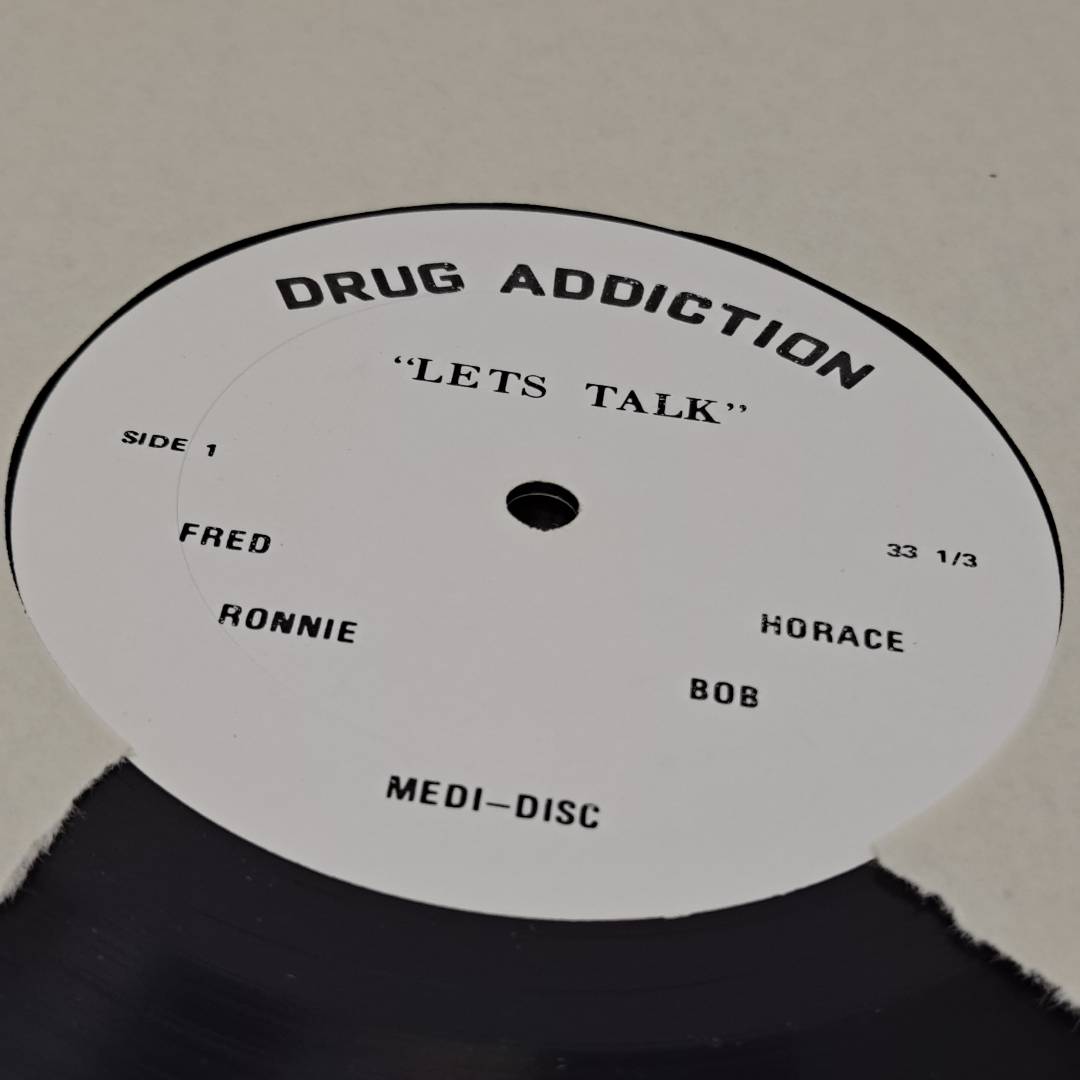 DRUG ADDICTION
“LETS TALK”
SIDE 1
33 1/3
FRED
RONNIE
HORACE
BOB
MEDI–DISC